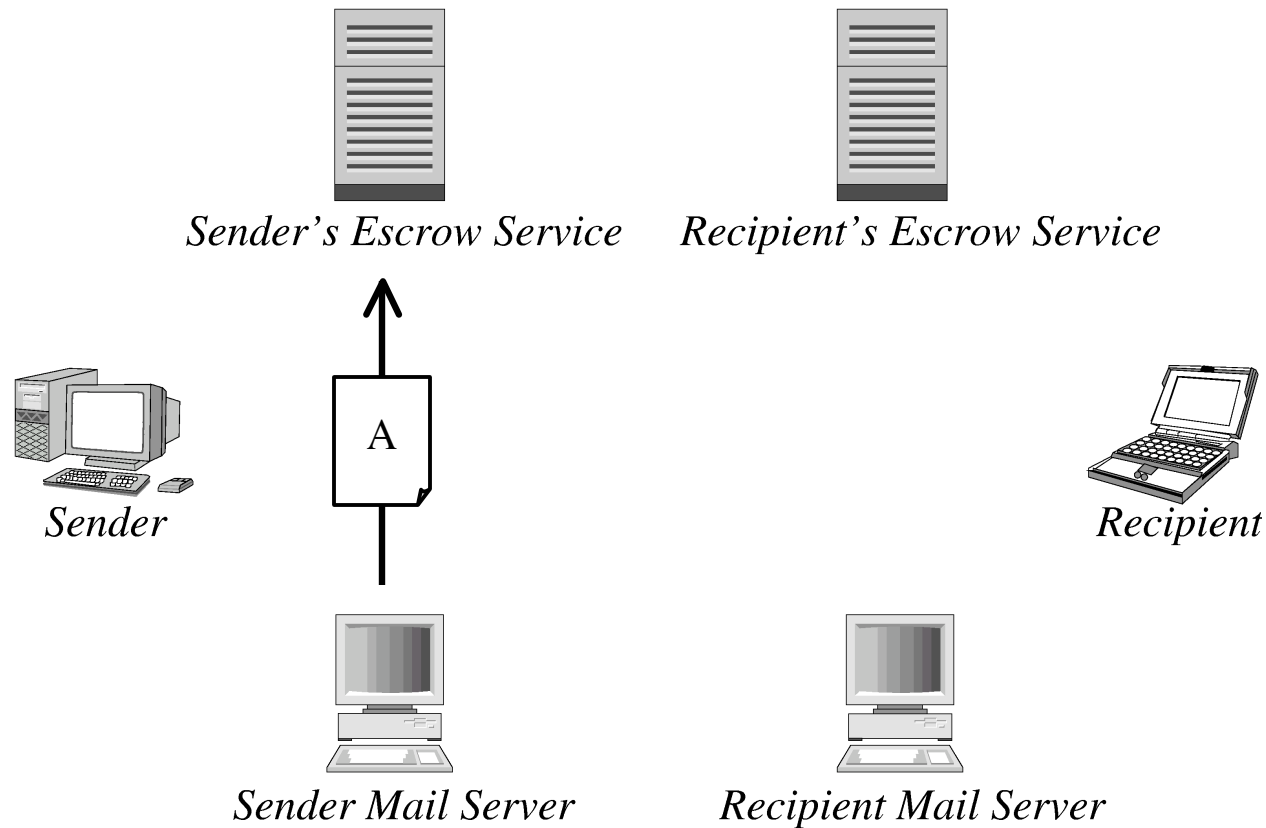 Sender’s Escrow Service
Recipient’s Escrow Service
A
Sender
Recipient
Sender Mail Server
Recipient Mail Server